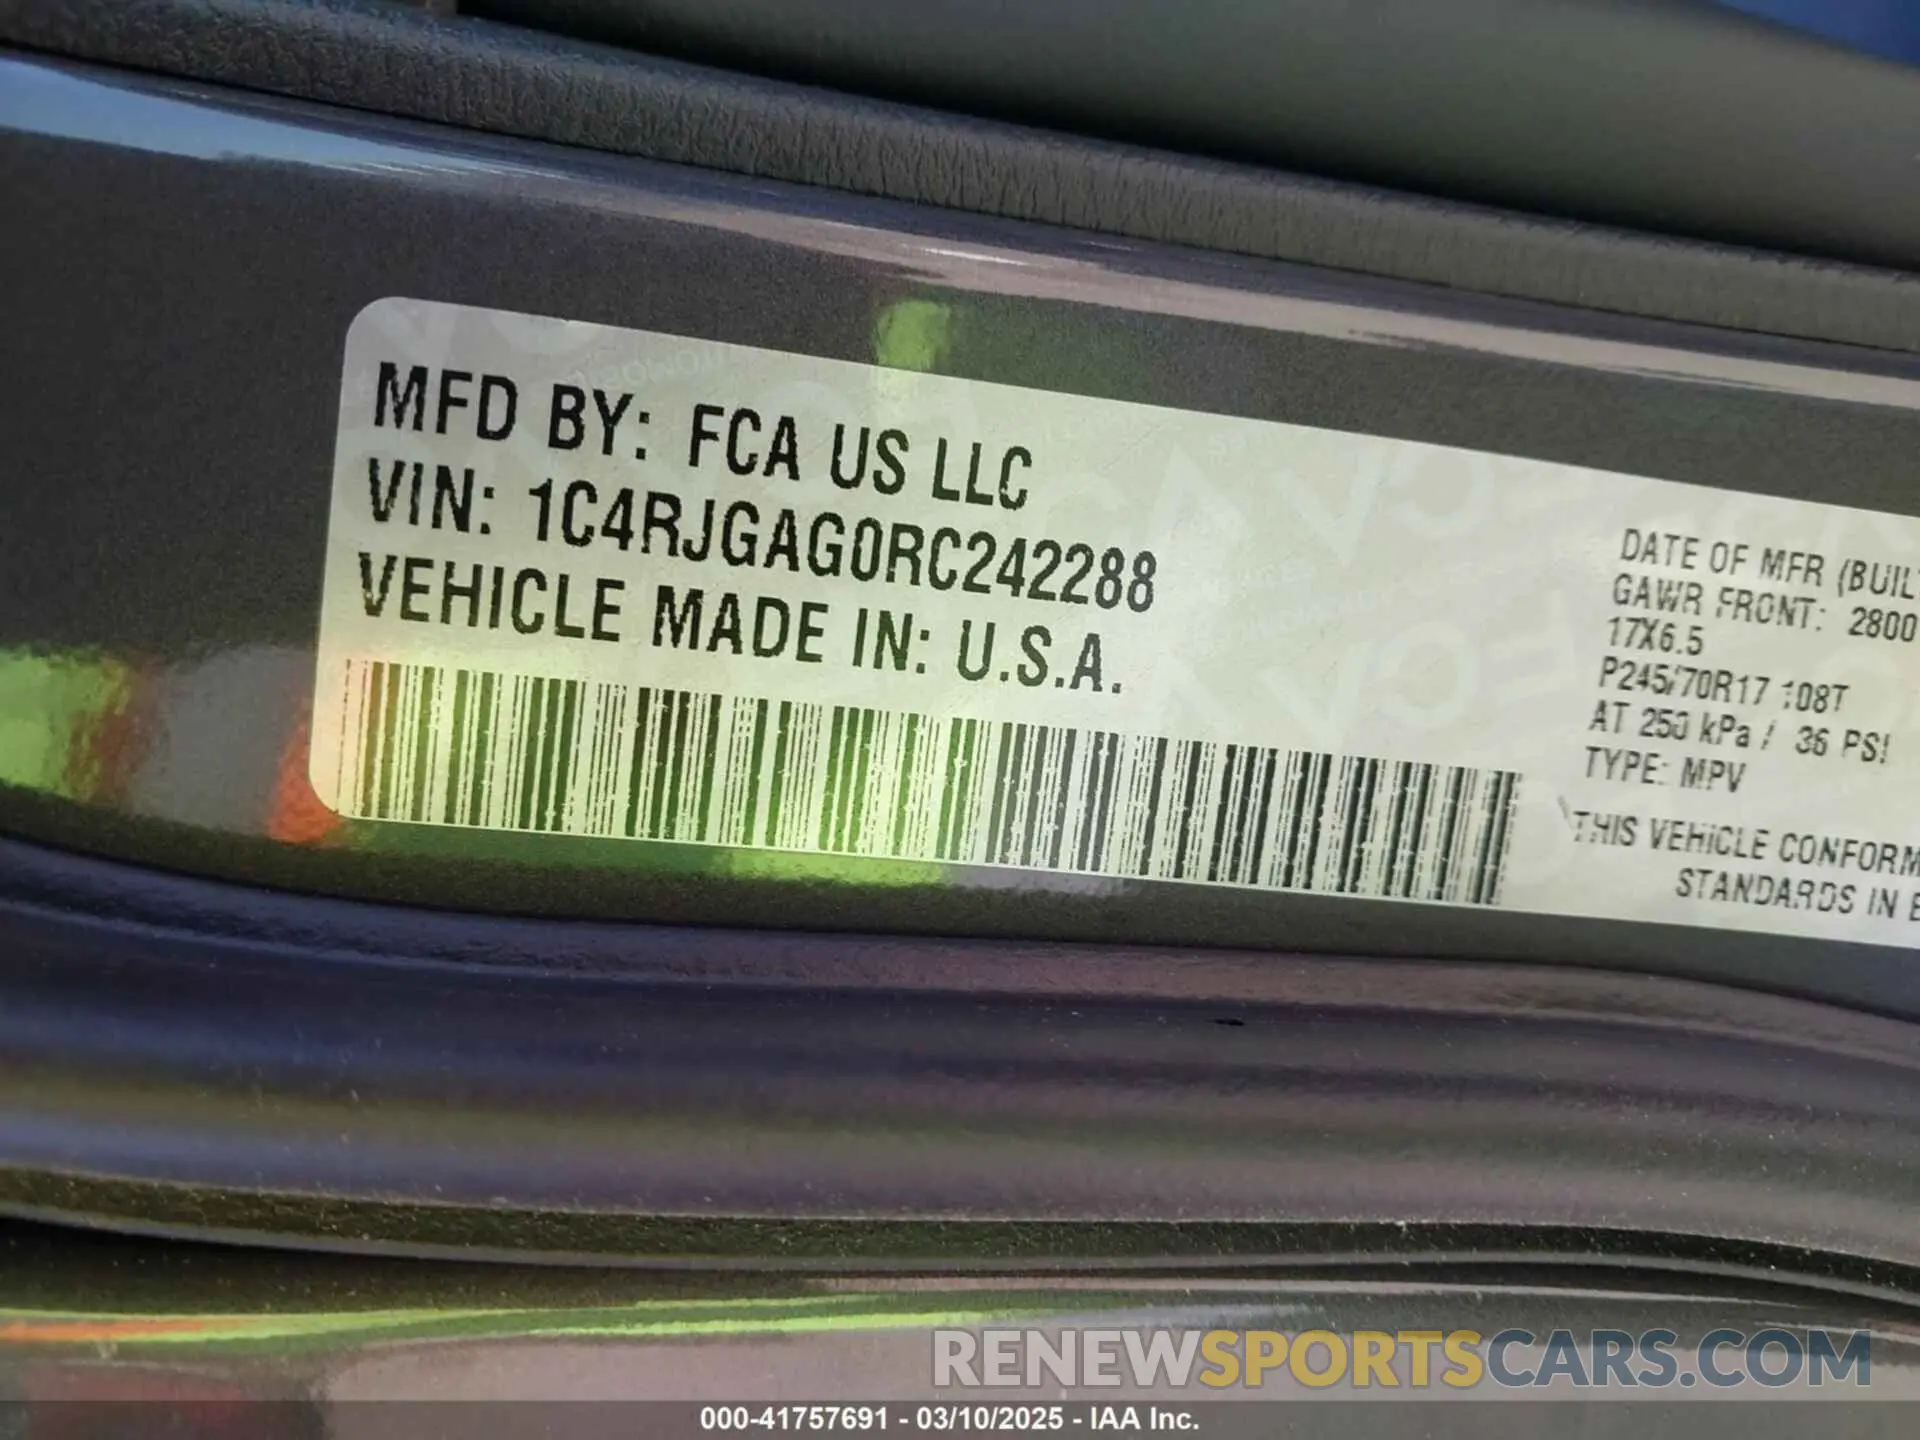 MFD BY: FCA US LLC
VIN: 1C4RJGAG0RC242288
VEHICLE MADE IN: U.S.A.
DATE OF MFR (BUILT
GAWR FRONT: 2800
17X6.5
P245/70R17 108T
AT 250 kPa / 36 PSI
TYPE: MPV
THIS VEHICLE CONFORM
STANDARDS IN E
RENEWSPORTSCARS.COM
000-41757691 - 03/10/2025 - IAA Inc.